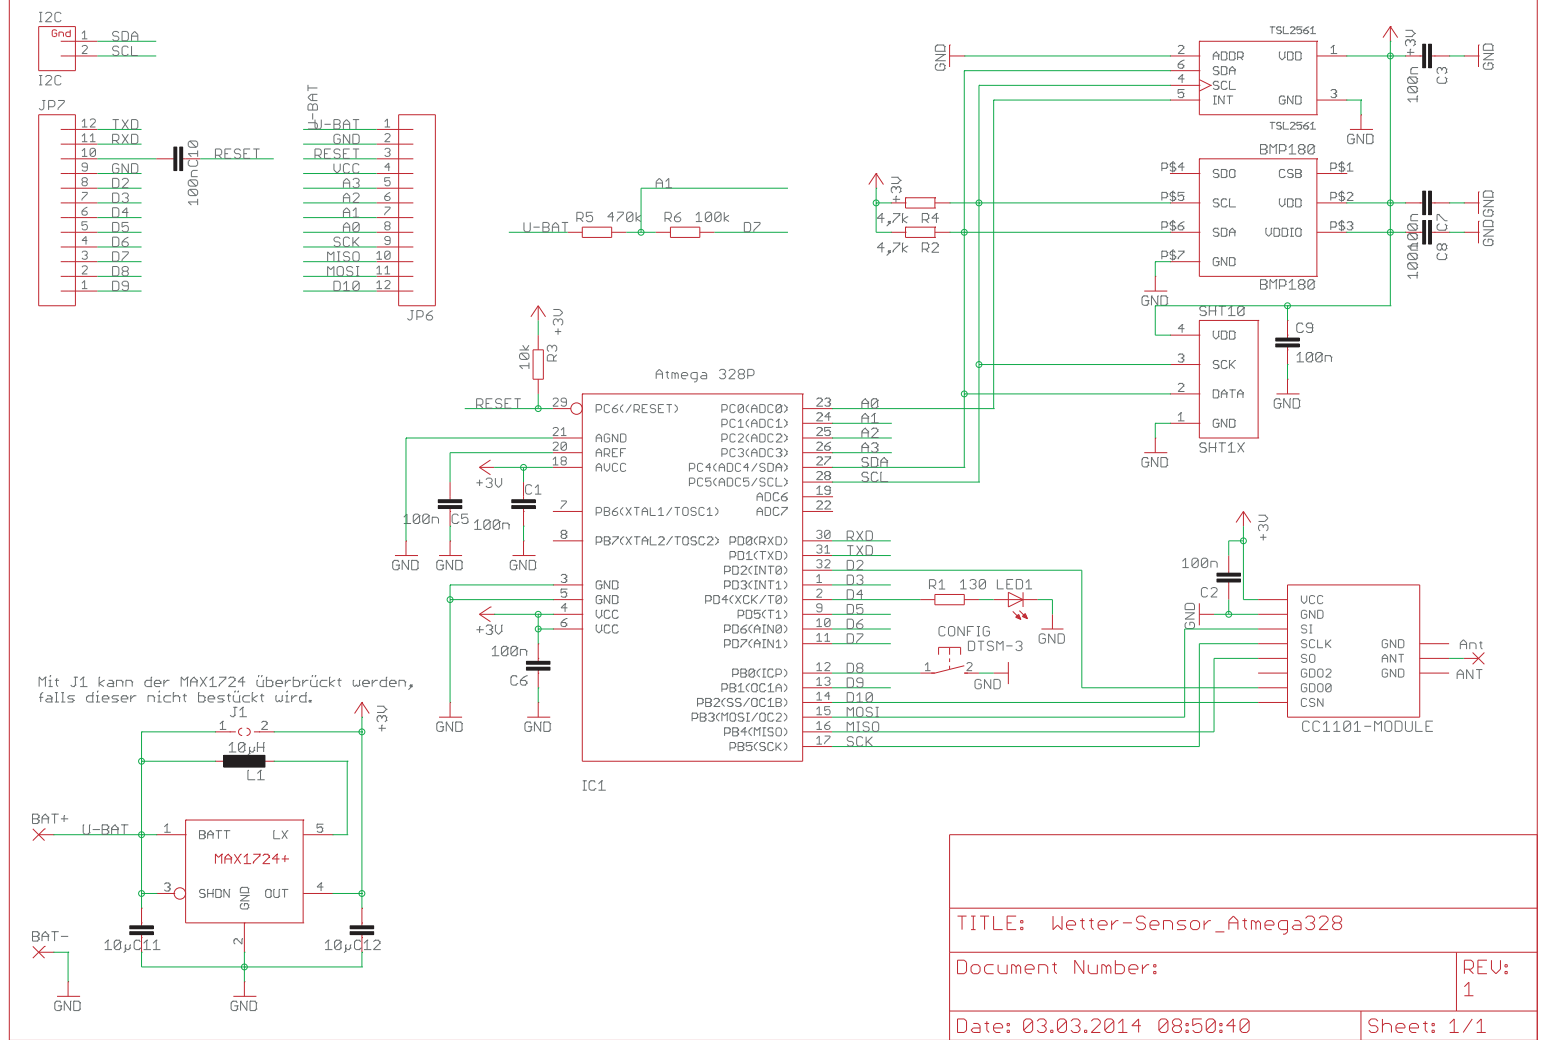 I2C
Gnd
1 SDA
2 SCL
I2C
JP7
12 TXD
11 RXD
10
9 GND
8 D2
7 D3
6 D4
5 D5
4 D6
3 D7
2 D8
1 D9
100n
C10
RESET
U-BAT
U-BAT 1
GND 2
RESET 3
VCC 4
A3 5
A2 6
A1 7
A0 8
SCK 9
MISO 10
MOSI 11
D10 12
JP6
A1
U-BAT
R5 470k
R6 100k
D7
TSL2561
GND
2 ADDR
6 SDA
4 SCL
5 INT
VDD 1
GND 3
TSL2561
+3V
100n
C3
GND
GND
BMP180
P$4 SDO
P$5 SCL
P$6 SDA
P$7 GND
CSB P$1
VDD P$2
VDDIO P$3
BMP180
+3V
4,7k R4
4,7k R2
100n
C7
GND
100n
C8
GND
GND
SHT10
4 VDD
3 SCK
2 DATA
1 GND
SHT1X
GND
C9
100n
GND
+3V
10k
R3
RESET
Atmega 328P
29 PC6(/RESET)
21 AGND
20 AREF
18 AVCC
7 PB6(XTAL1/TOSC1)
8 PB7(XTAL2/TOSC2)
3 GND
5 GND
4 VCC
6 VCC
PC0(ADC0) 23 A0
PC1(ADC1) 24 A1
PC2(ADC2) 25 A2
PC3(ADC3) 26 A3
PC4(ADC4/SDA) 27 SDA
PC5(ADC5/SCL) 28 SCL
ADC6 19
ADC7 22
PD0(RXD) 30 RXD
PD1(TXD) 31 TXD
PD2(INT0) 32 D2
PD3(INT1) 1 D3
PD4(XCK/T0) 2 D4
PD5(T1) 9 D5
PD6(AIN0) 10 D6
PD7(AIN1) 11 D7
PB0(ICP) 12 D8
PB1(OC1A) 13 D9
PB2(SS/OC1B) 14 D10
PB3(MOSI/OC2) 15 MOSI
PB4(MISO) 16 MISO
PB5(SCK) 17 SCK
IC1
+3V
C1
100n
C5
100n
GND
GND
GND
+3V
100n
C6
GND
GND
R1 130 LED1
GND
CONFIG
DTSM-3
1 2
GND
+3V
100n
C2
GND
VCC
GND
SI
SCLK
SO
GDO2
GDO0
CSN
GND
ANT
GND
Ant
ANT
CC1101-MODULE
Mit J1 kann der MAX1724 überbrückt werden,
falls dieser nicht bestückt wird.
J1
1 2
+3V
10µH
L1
BAT+
U-BAT
1 BATT
LX 5
MAX1724+
3 SHDN
GND
OUT 4
2
BAT-
10µ C11
10µ C12
GND
GND
TITLE: Wetter-Sensor_Atmega328
Document Number:
REV:
1
Date: 03.03.2014 08:50:40
Sheet: 1/1